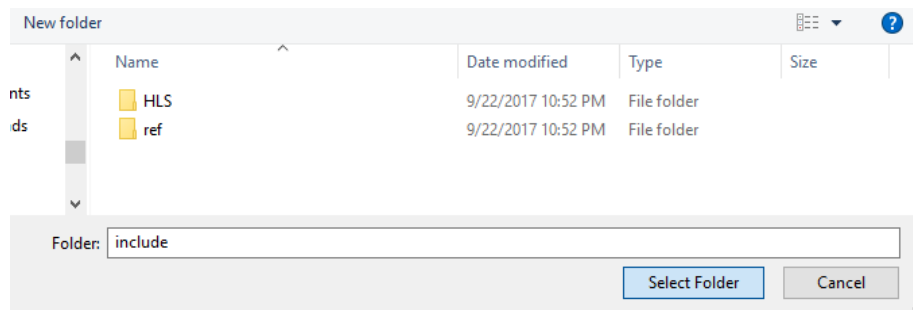 New folder
Name Date modified Type Size
nts
HLS 9/22/2017 10:52 PM File folder
ds
ref 9/22/2017 10:52 PM File folder
Folder: include
Select Folder Cancel